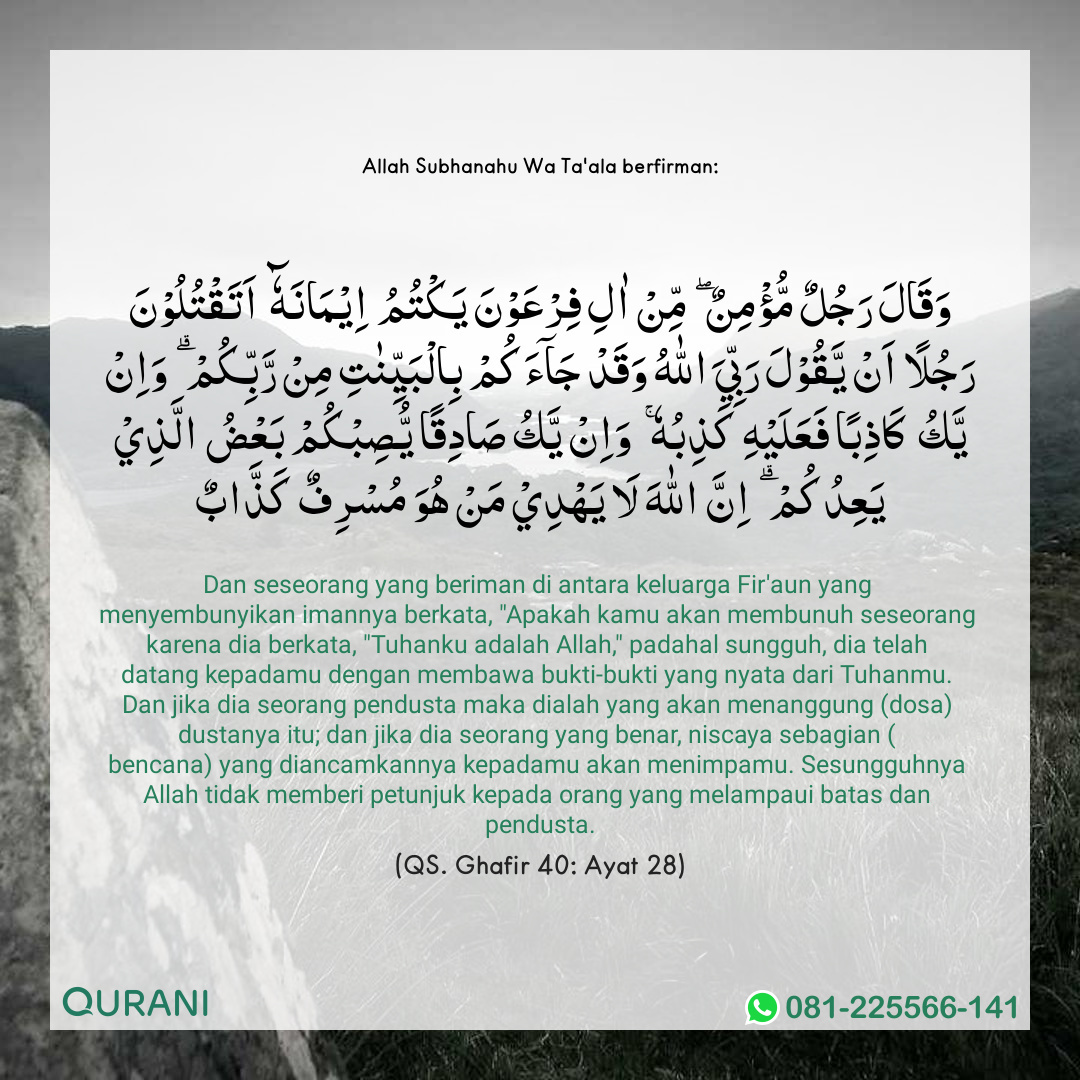 Allah Subhanahu Wa Ta'ala berfirman:
وَقَالَ رَجُلٌ مُّؤْمِنٌ ۖ مِّنْ اٰلِ فِرْعَوْنَ يَكْتُمُ اِيْمَانَهٗۤ اَتَقْتُلُوْنَ
رَجُلًا اَنْ يَّقُوْلَ رَبِّيَ اللّٰهُ وَقَدْ جَآءَكُمْ بِالْبَيِّنٰتِ مِنْ رَّبِّكُمْ ۗ وَاِنْ
يَّكُ كَاذِبًا فَعَلَيْهِ كَذِبُهٗ ۚ وَاِنْ يَّكُ صَادِقًا يُّصِبْكُمْ بَعْضُ الَّذِيْ
يَعِدُكُمْ ۗ اِنَّ اللّٰهَ لَا يَهْدِيْ مَنْ هُوَ مُسْرِفٌ كَذَّابٌ
Dan seseorang yang beriman di antara keluarga Fir'aun yang
menyembunyikan imannya berkata, "Apakah kamu akan membunuh seseorang
karena dia berkata, "Tuhanku adalah Allah," padahal sungguh, dia telah
datang kepadamu dengan membawa bukti-bukti yang nyata dari Tuhanmu.
Dan jika dia seorang pendusta maka dialah yang akan menanggung (dosa)
dustanya itu; dan jika dia seorang yang benar, niscaya sebagian (
bencana) yang diancamkannya kepadamu akan menimpamu. Sesungguhnya
Allah tidak memberi petunjuk kepada orang yang melampaui batas dan
pendusta.
(QS. Ghafir 40: Ayat 28)
QURANI
081-225566-141